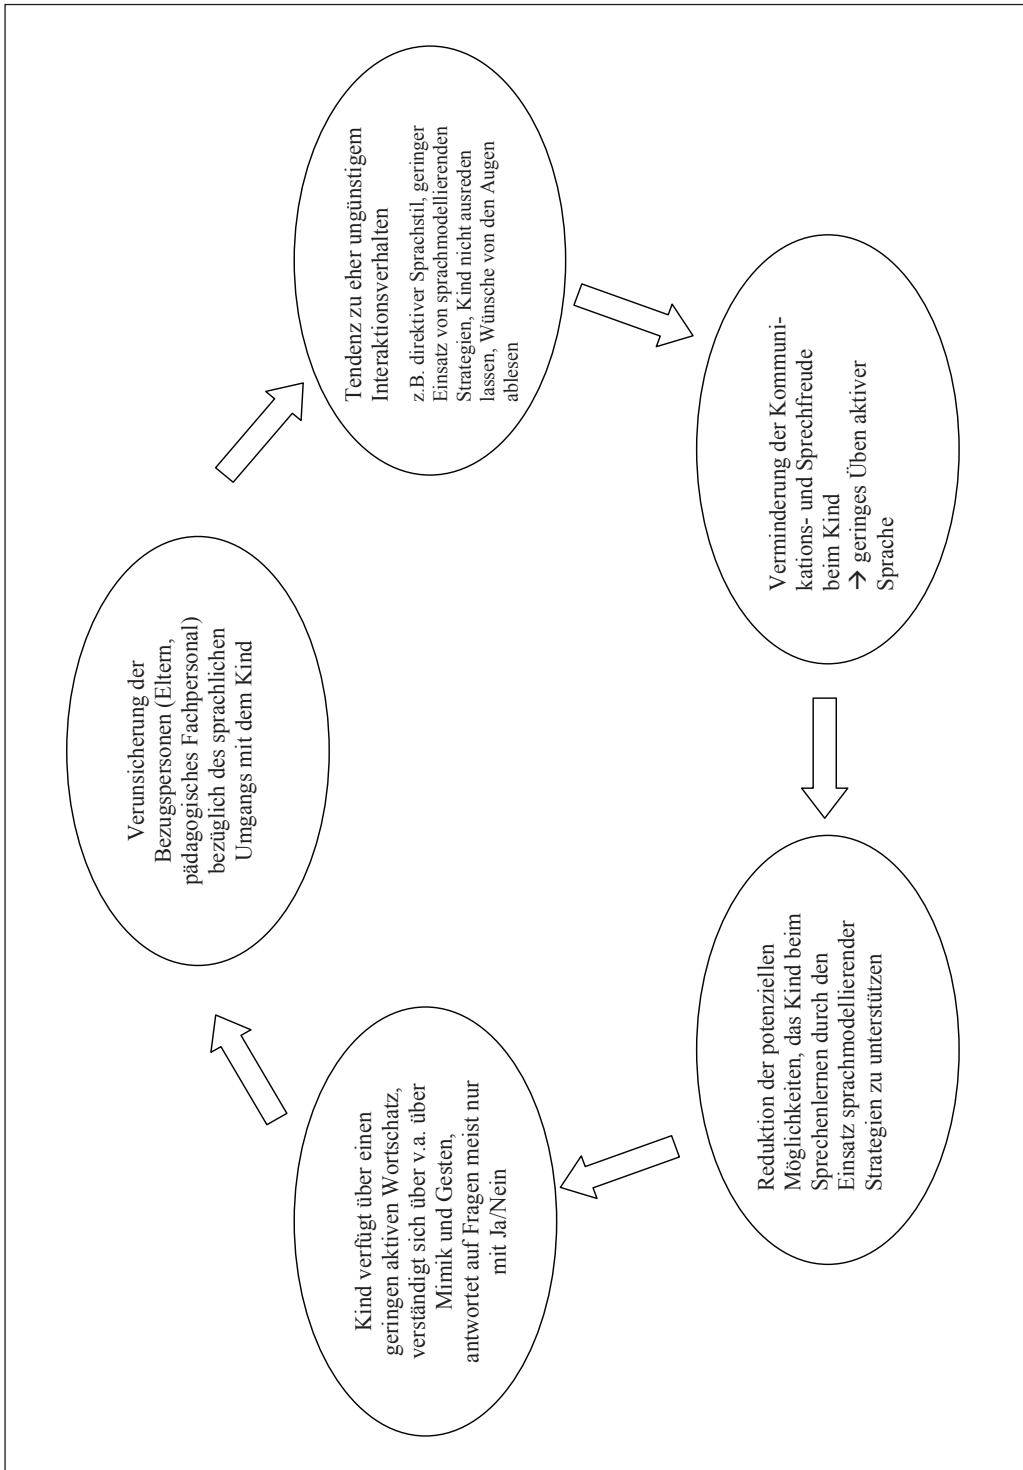 Verunsicherung der
Bezugspersonen (Eltern,
pädagogisches Fachpersonal)
bezüglich des sprachlichen
Umgangs mit dem Kind
Tendenz zu eher ungünstigem
Interaktionsverhalten
z.B. direktiver Sprachstil, geringer
Einsatz von sprachmodellierenden
Strategien, Kind nicht ausreden
lassen, Wünsche von den Augen
ablesen
Verminderung der Kommuni-
kations- und Sprechfreude
beim Kind
→ geringes Üben aktiver
Sprache
Reduktion der potenziellen
Möglichkeiten, das Kind beim
Sprechenlernen durch den
Einsatz sprachmodellierender
Strategien zu unterstützen
Kind verfügt über einen
geringen aktiven Wortschatz,
verständigt sich über v.a. über
Mimik und Gesten,
antwortet auf Fragen meist nur
mit Ja/Nein